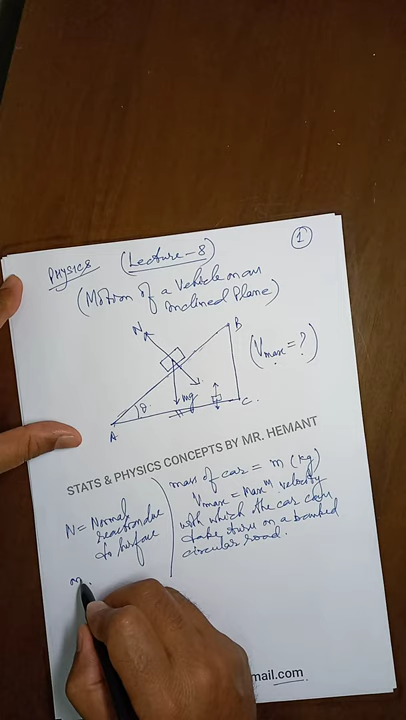 PHYSICS
(Lecture-8)
1
(Motion of a Vehicle on an
Inclined Plane)
N
B
(Vmax = ?)
mg
θ
C.
A
STATS & PHYSICS CONCEPTS BY MR. HEMANT
N = Normal
reaction due
to surface
mass of car = m (kg)
Vmax = Maxm velocity
with which the car can
take turn on a banked
circular road.
mail.com